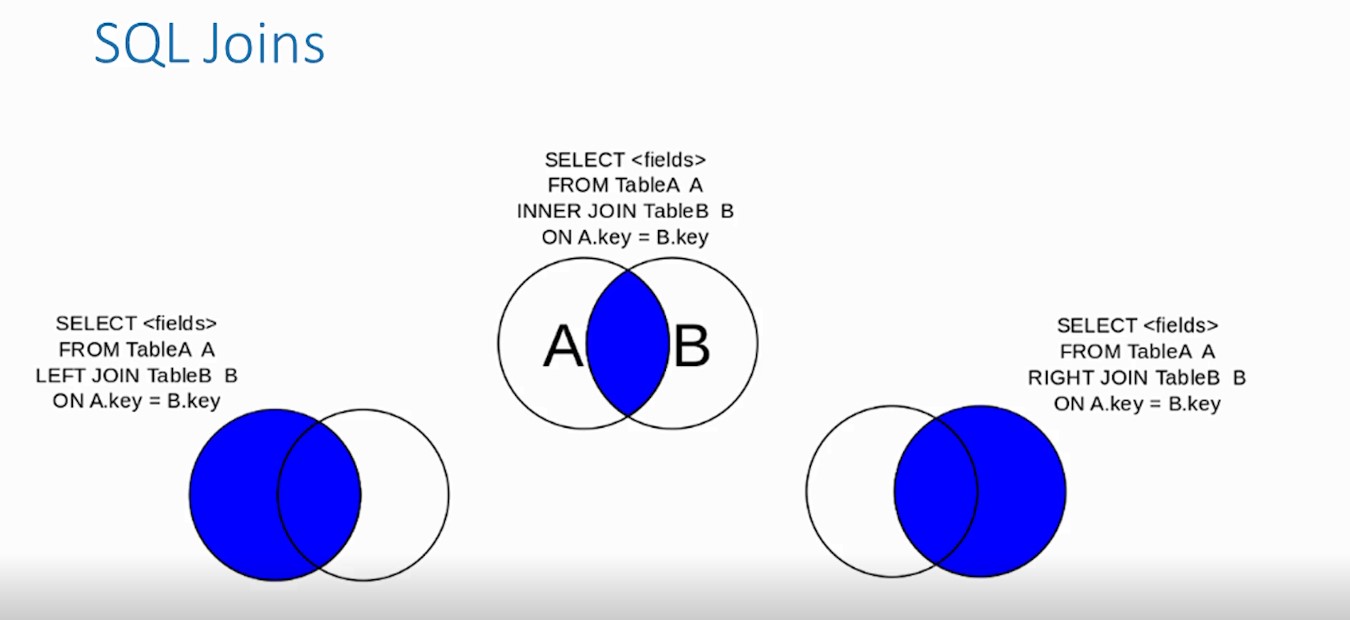 SQL Joins
SELECT <fields>
FROM TableA A
INNER JOIN TableB B
ON A.key = B.key
A B
SELECT <fields>
FROM TableA A
LEFT JOIN TableB B
ON A.key = B.key
SELECT <fields>
FROM TableA A
RIGHT JOIN TableB B
ON A.key = B.key